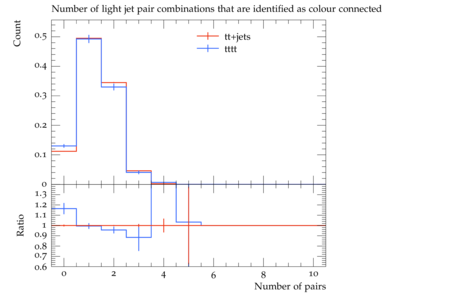 Number of light jet pair combinations that are identified as colour connected
Count
tt+jets
tttt
0.5
0.4
0.3
0.2
0.1
0
Ratio
1.3
1.2
1.1
1
0.9
0.8
0.7
0.6
0 2 4 6 8 10
Number of pairs